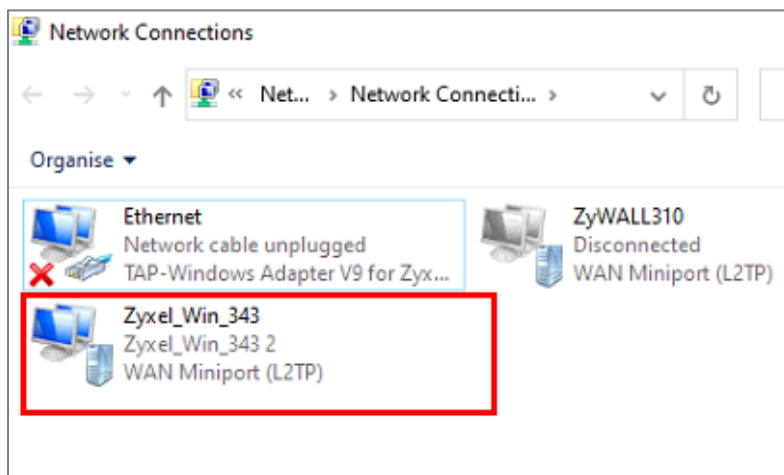 Network Connections
« Net... › Network Connecti... ›
Organise
Ethernet
Network cable unplugged
TAP-Windows Adapter V9 for Zyx...
ZyWALL310
Disconnected
WAN Miniport (L2TP)
Zyxel_Win_343
Zyxel_Win_343 2
WAN Miniport (L2TP)